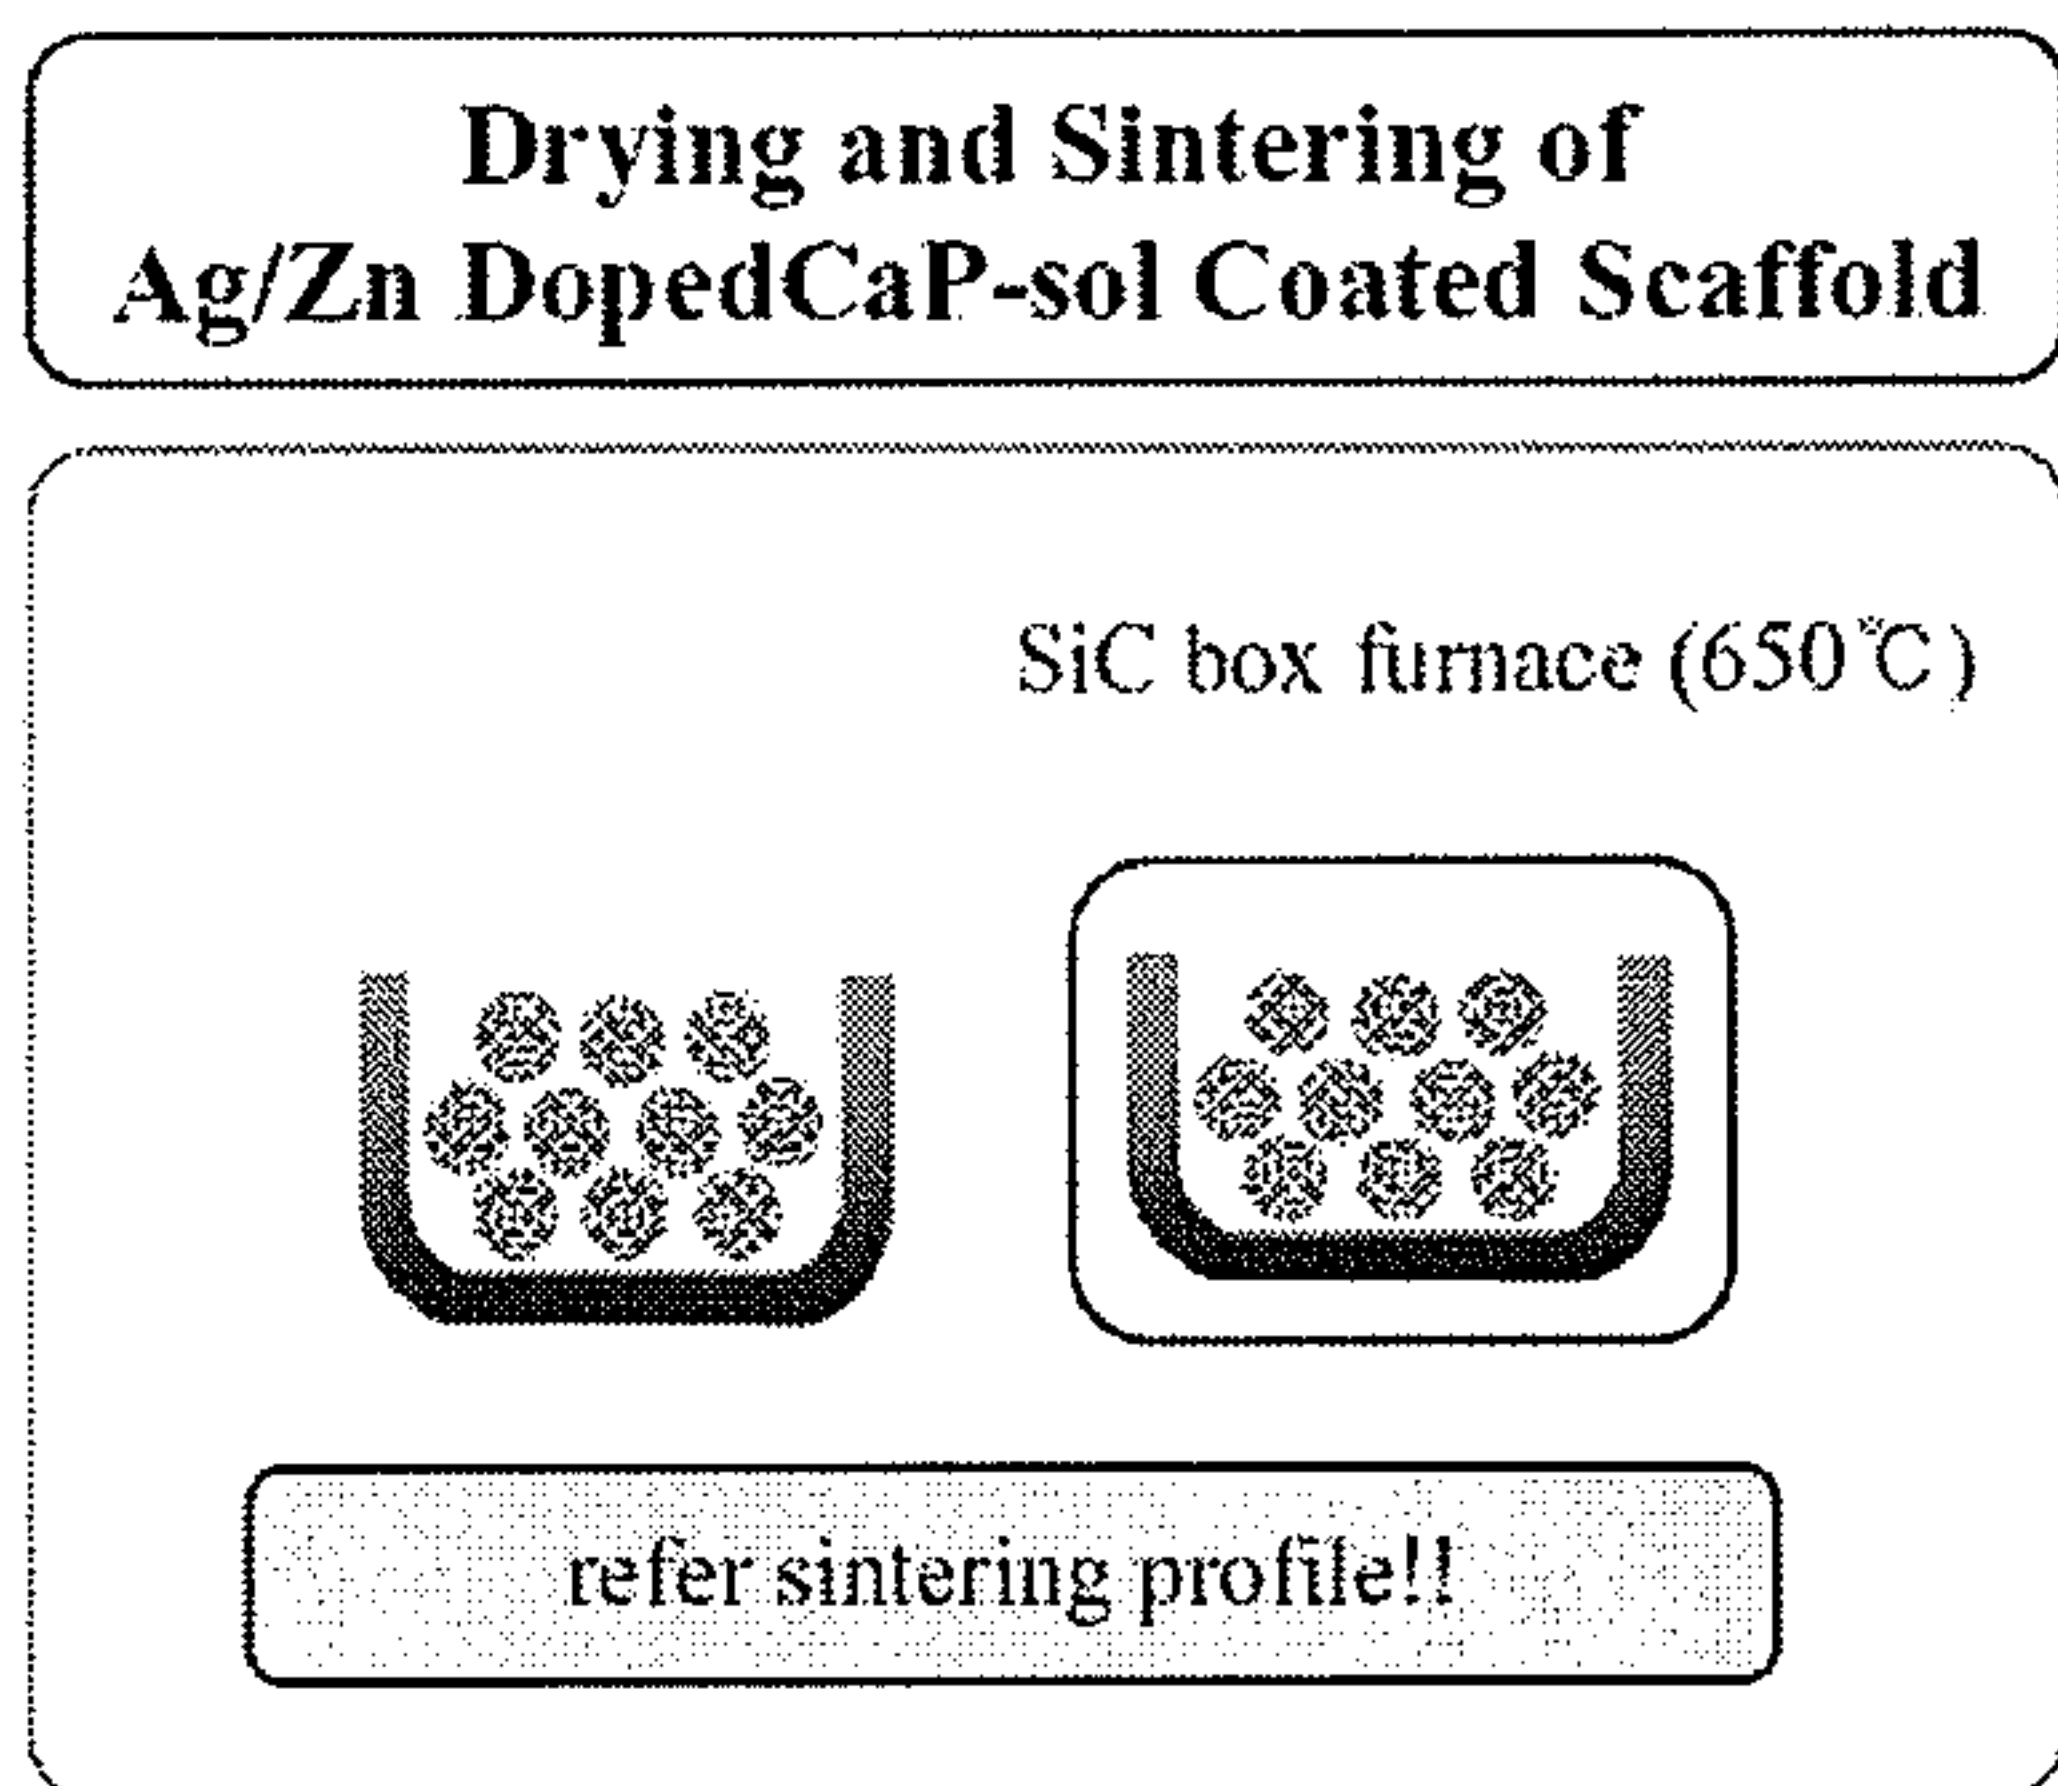 Drying and Sintering of
Ag/Zn DopedCaP-sol Coated Scaffold
SiC box furnace (650℃)
refer sintering profile!!